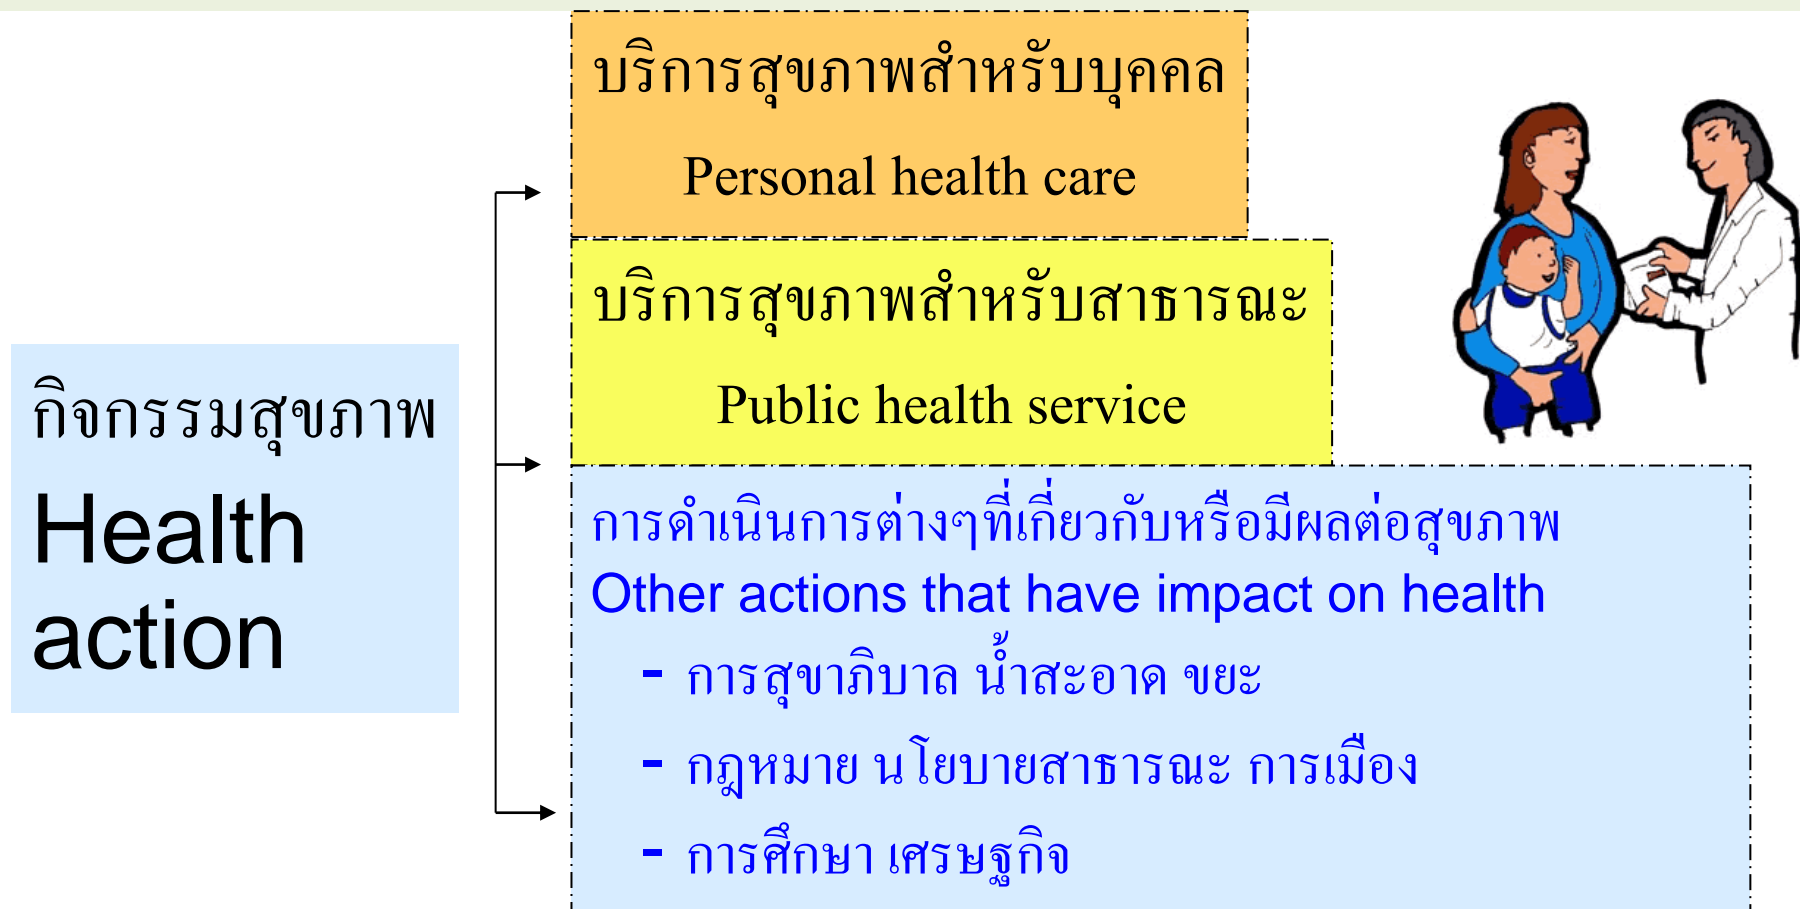 บริการสุขภาพสำหรับบุคคล
Personal health care
บริการสุขภาพสำหรับสาธารณะ
Public health service
กิจกรรมสุขภาพ
Health
action
การดำเนินการต่างๆที่เกี่ยวกับหรือมีผลต่อสุขภาพ
Other actions that have impact on health
- การสุขาภิบาล น้ำสะอาด ขยะ
- กฎหมาย นโยบายสาธารณะ การเมือง
- การศึกษา เศรษฐกิจ